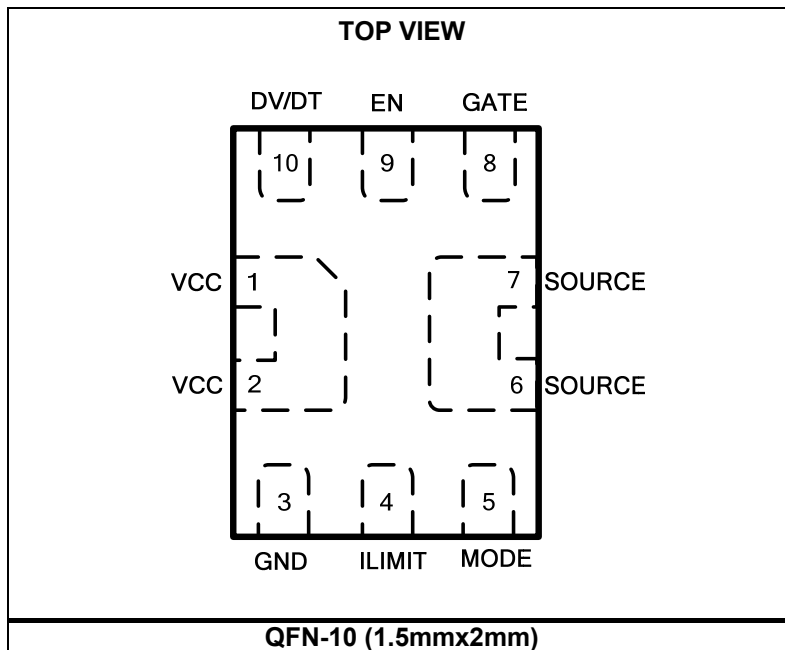 TOP VIEW
DV/DT EN GATE
10 9 8
VCC 1 7 SOURCE
VCC 2 6 SOURCE
3 4 5
GND ILIMIT MODE
QFN-10 (1.5mmx2mm)